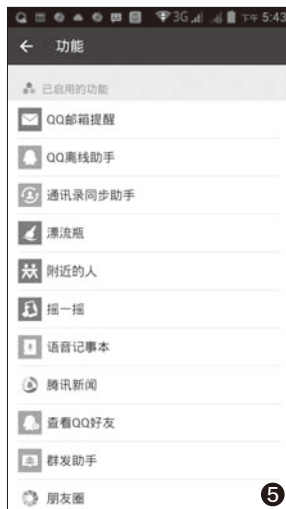 3G 下午 5:43
功能
已启用的功能
QQ邮箱提醒
QQ离线助手
通讯录同步助手
漂流瓶
附近的人
摇一摇
语音记事本
腾讯新闻
查看QQ好友
群发助手
朋友圈
❺